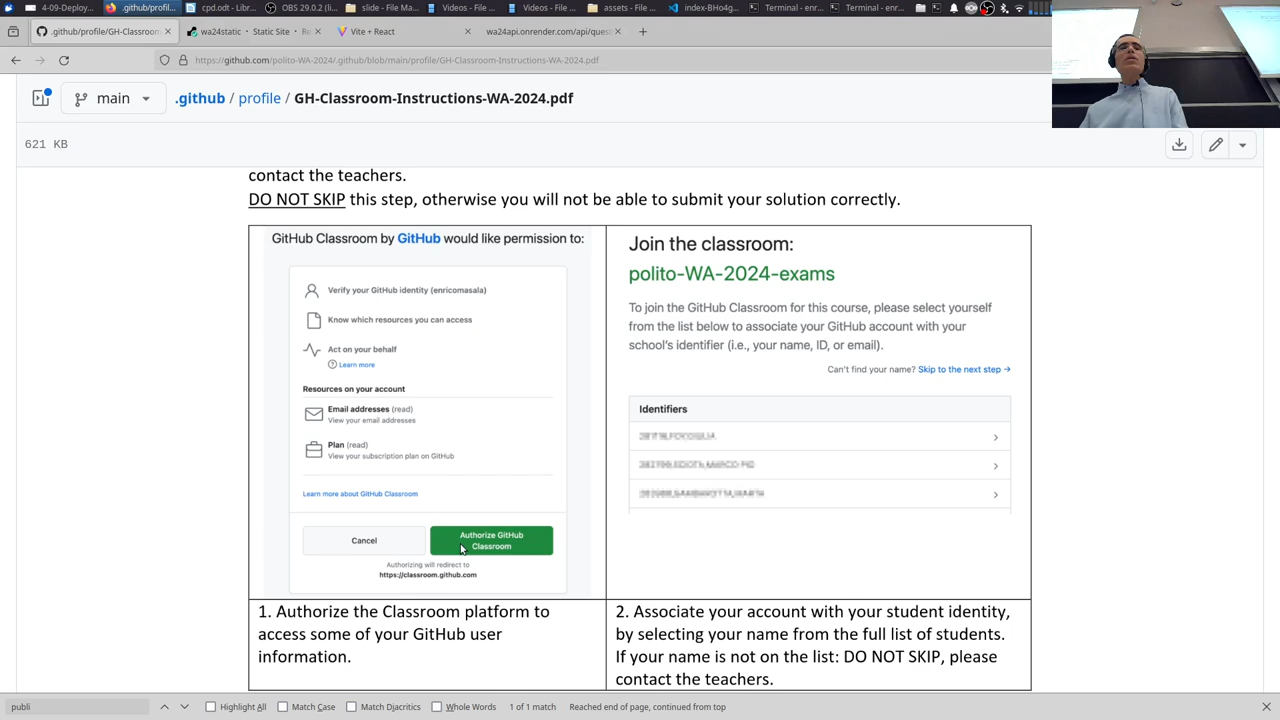 4-09-Deploy...
.github/profi...
Redeck - Libr...
slide - File Ma...
Videos - File...
Videos - File...
assets - File...
index-BHo4g...
Terminal
Terminal - enr...
.github/profile/GH-Classroom
wa24static · Static Site · Re
Vite + React
wa24api.onrender.com/api/quest
https://github.com/polito-WA-2024/.github/blob/main/profile/GH-Classroom-Instructions-WA-2024.pdf
main
.github / profile / GH-Classroom-Instructions-WA-2024.pdf
621 KB
contact the teachers.
DO NOT SKIP this step, otherwise you will not be able to submit your solution correctly.
GitHub Classroom by GitHub would like permission to:
Verify your GitHub identity (enricomasala)
Know which resources you can access
Act on your behalf
Learn more
Resources on your account
Email addresses (read)
View your email addresses
Plan (read)
View your subscription plan on GitHub
Learn more about GitHub Classroom
Cancel
Authorize GitHub
Classroom
Authorizing will redirect to
https://classroom.github.com
1. Authorize the Classroom platform to
access some of your GitHub user
information.
Join the classroom:
polito-WA-2024-exams
To join the GitHub Classroom for this course, please select yourself
from the list below to associate your GitHub account with your
school's identifier (i.e., your name, ID, or email).
Can't find your name? Skip to the next step →
Identifiers
2. Associate your account with your student identity,
by selecting your name from the full list of students.
If your name is not on the list: DO NOT SKIP, please
contact the teachers.
publi
Highlight All
Match Case
Match Diacritics
Whole Words
1 of 1 match
Reached end of page, continued from top